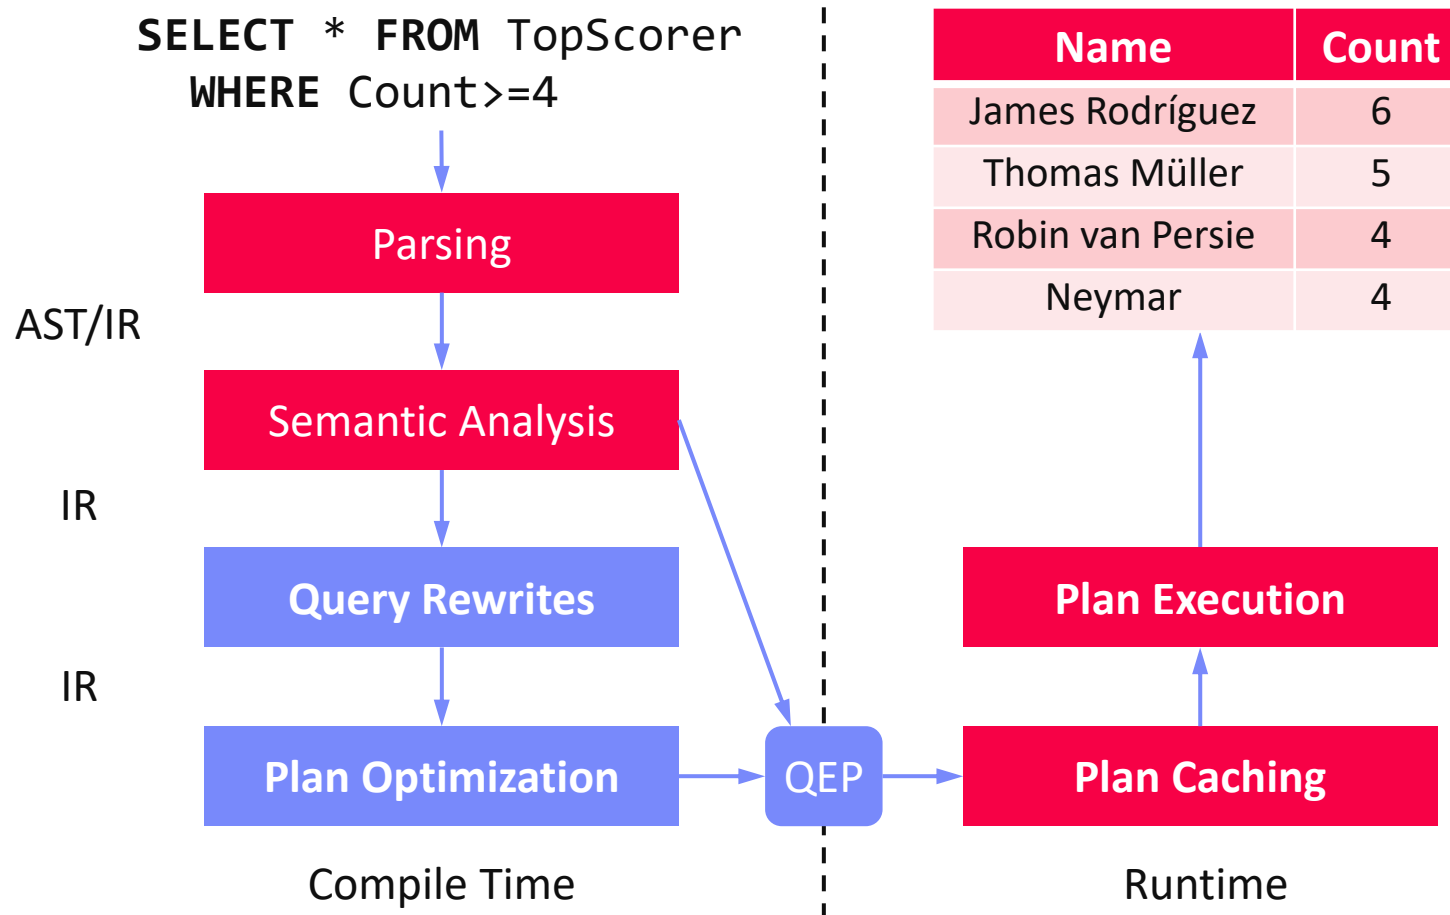 SELECT * FROM TopScorer
WHERE Count>=4
Parsing
AST/IR
Semantic Analysis
IR
Query Rewrites
IR
Plan Optimization
QEP
Compile Time
Name Count
James Rodríguez 6
Thomas Müller 5
Robin van Persie 4
Neymar 4
Plan Execution
Plan Caching
Runtime